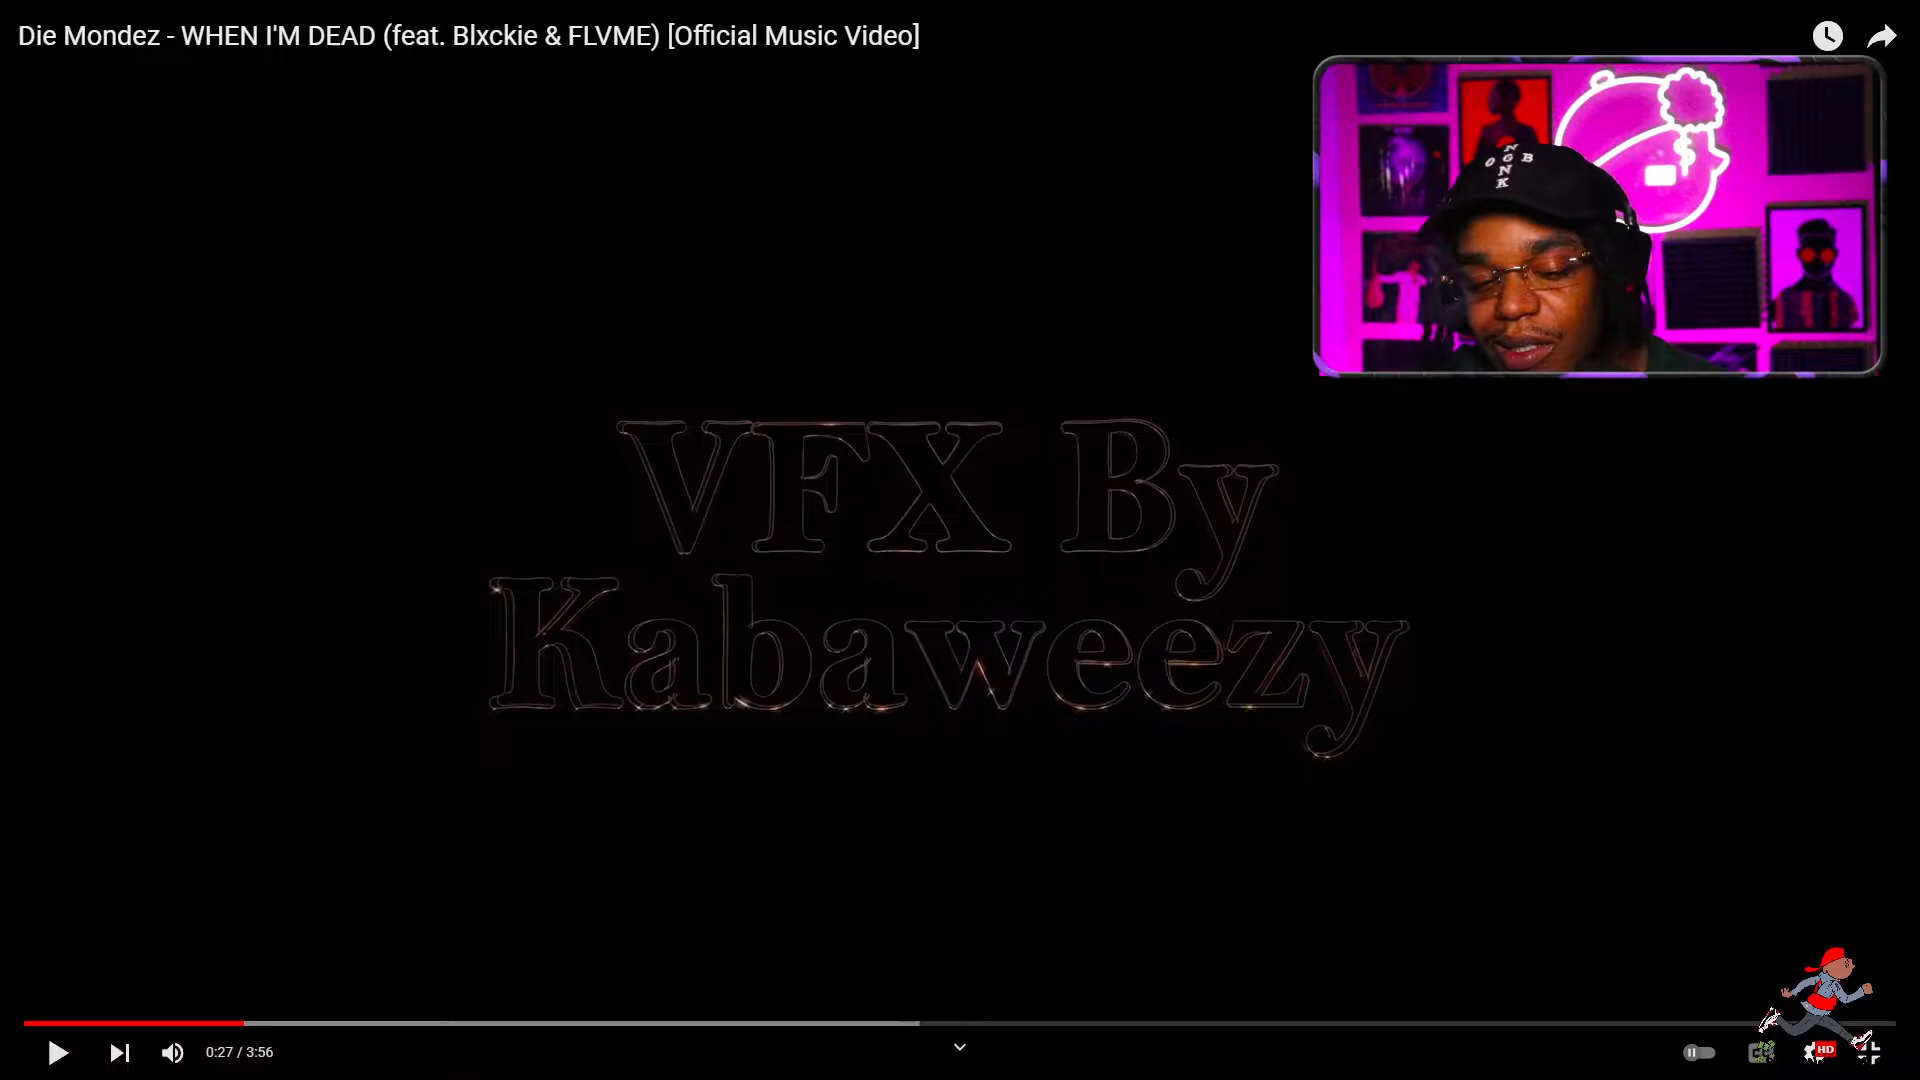 Die Mondez - WHEN I'M DEAD (feat. Blxckie & FLVME) [Official Music Video]
VFX By
Kabaweezy
0:27 / 3:56
HD